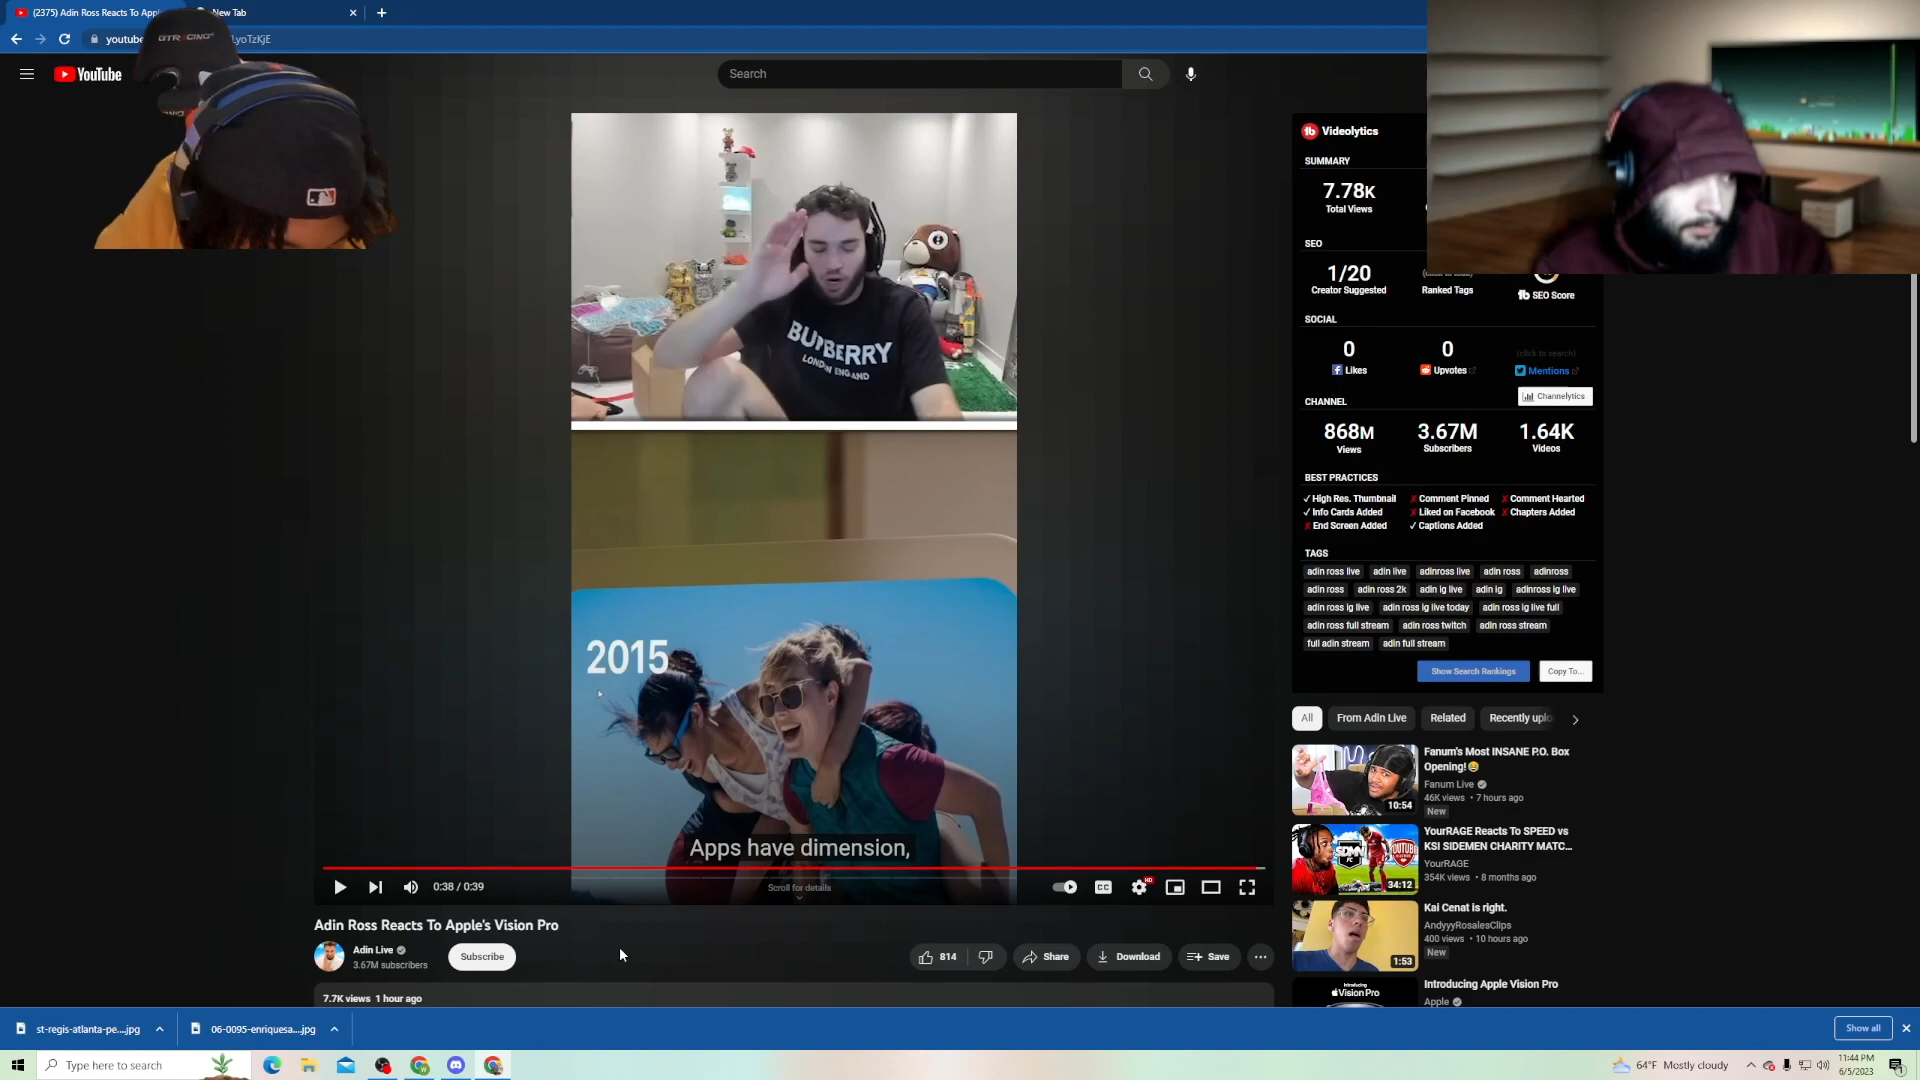 (2375) Adin Ross Reacts To App
New Tab
youtube
LyoTzKjE
GTRACING
YouTube
Search
BURBERRY
LONDON ENGLAND
2015
Apps have dimension,
0:38 / 0:39
Scroll for details
CC
HD
Adin Ross Reacts To Apple's Vision Pro
Adin Live
3.67M subscribers
Subscribe
814
Share
Download
Save
7.7K views 1 hour ago
Videolytics
SUMMARY
7.78K
Total Views
SEO
1/20
Creator Suggested
Ranked Tags
SEO Score
SOCIAL
0
Likes
0
Upvotes
(click to search)
Mentions
CHANNEL
Channelytics
868M
Views
3.67M
Subscribers
1.64K
Videos
BEST PRACTICES
High Res. Thumbnail
Comment Pinned
Comment Hearted
Info Cards Added
Liked on Facebook
Chapters Added
End Screen Added
Captions Added
TAGS
adin ross live adin live adinross live adin ross adinross
adin ross adin ross 2k adin ig live adin ig adinross ig live
adin ross ig live adin ross ig live today adin ross ig live full
adin ross full stream adin ross twitch adin ross stream
full adin stream adin full stream
Show Search Rankings
Copy To...
All
From Adin Live
Related
Recently uplo
Fanum's Most INSANE P.O. Box
Opening!😂
Fanum Live
46K views • 7 hours ago
New
10:54
YourRAGE Reacts To SPEED vs
KSI SIDEMEN CHARITY MATC...
YourRAGE
354K views • 8 months ago
SDMN
FC
34:12
Kai Cenat is right.
AndyyyRosalesClips
400 views • 10 hours ago
New
1:53
Introducing Apple Vision Pro
Apple
Introducing
Vision Pro
st-regis-atlanta-pe....jpg
06-0095-enriquesa....jpg
Show all
Type here to search
64°F Mostly cloudy
11:44 PM
6/5/2023